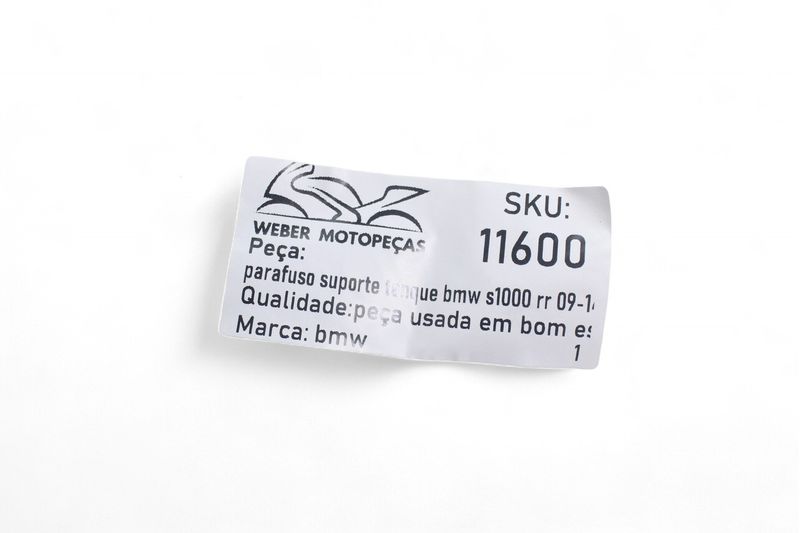 WEBER MOTOPEÇAS
SKU:
11600
Peça:
parafuso suporte tanque bmw s1000 rr 09-1
Qualidade:peça usada em bom es
Marca: bmw
1